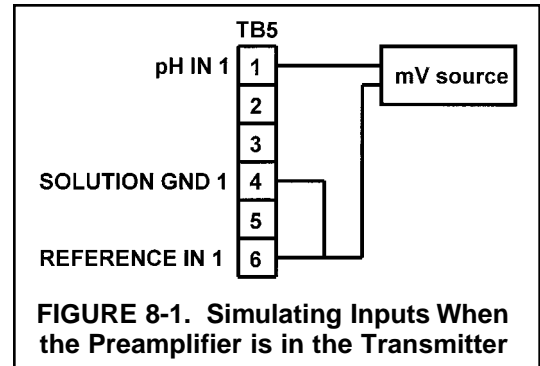 TB5
pH IN 1 1 mV source
2
3
SOLUTION GND 1 4
5
REFERENCE IN 1 6
FIGURE 8-1. Simulating Inputs When
the Preamplifier is in the Transmitter